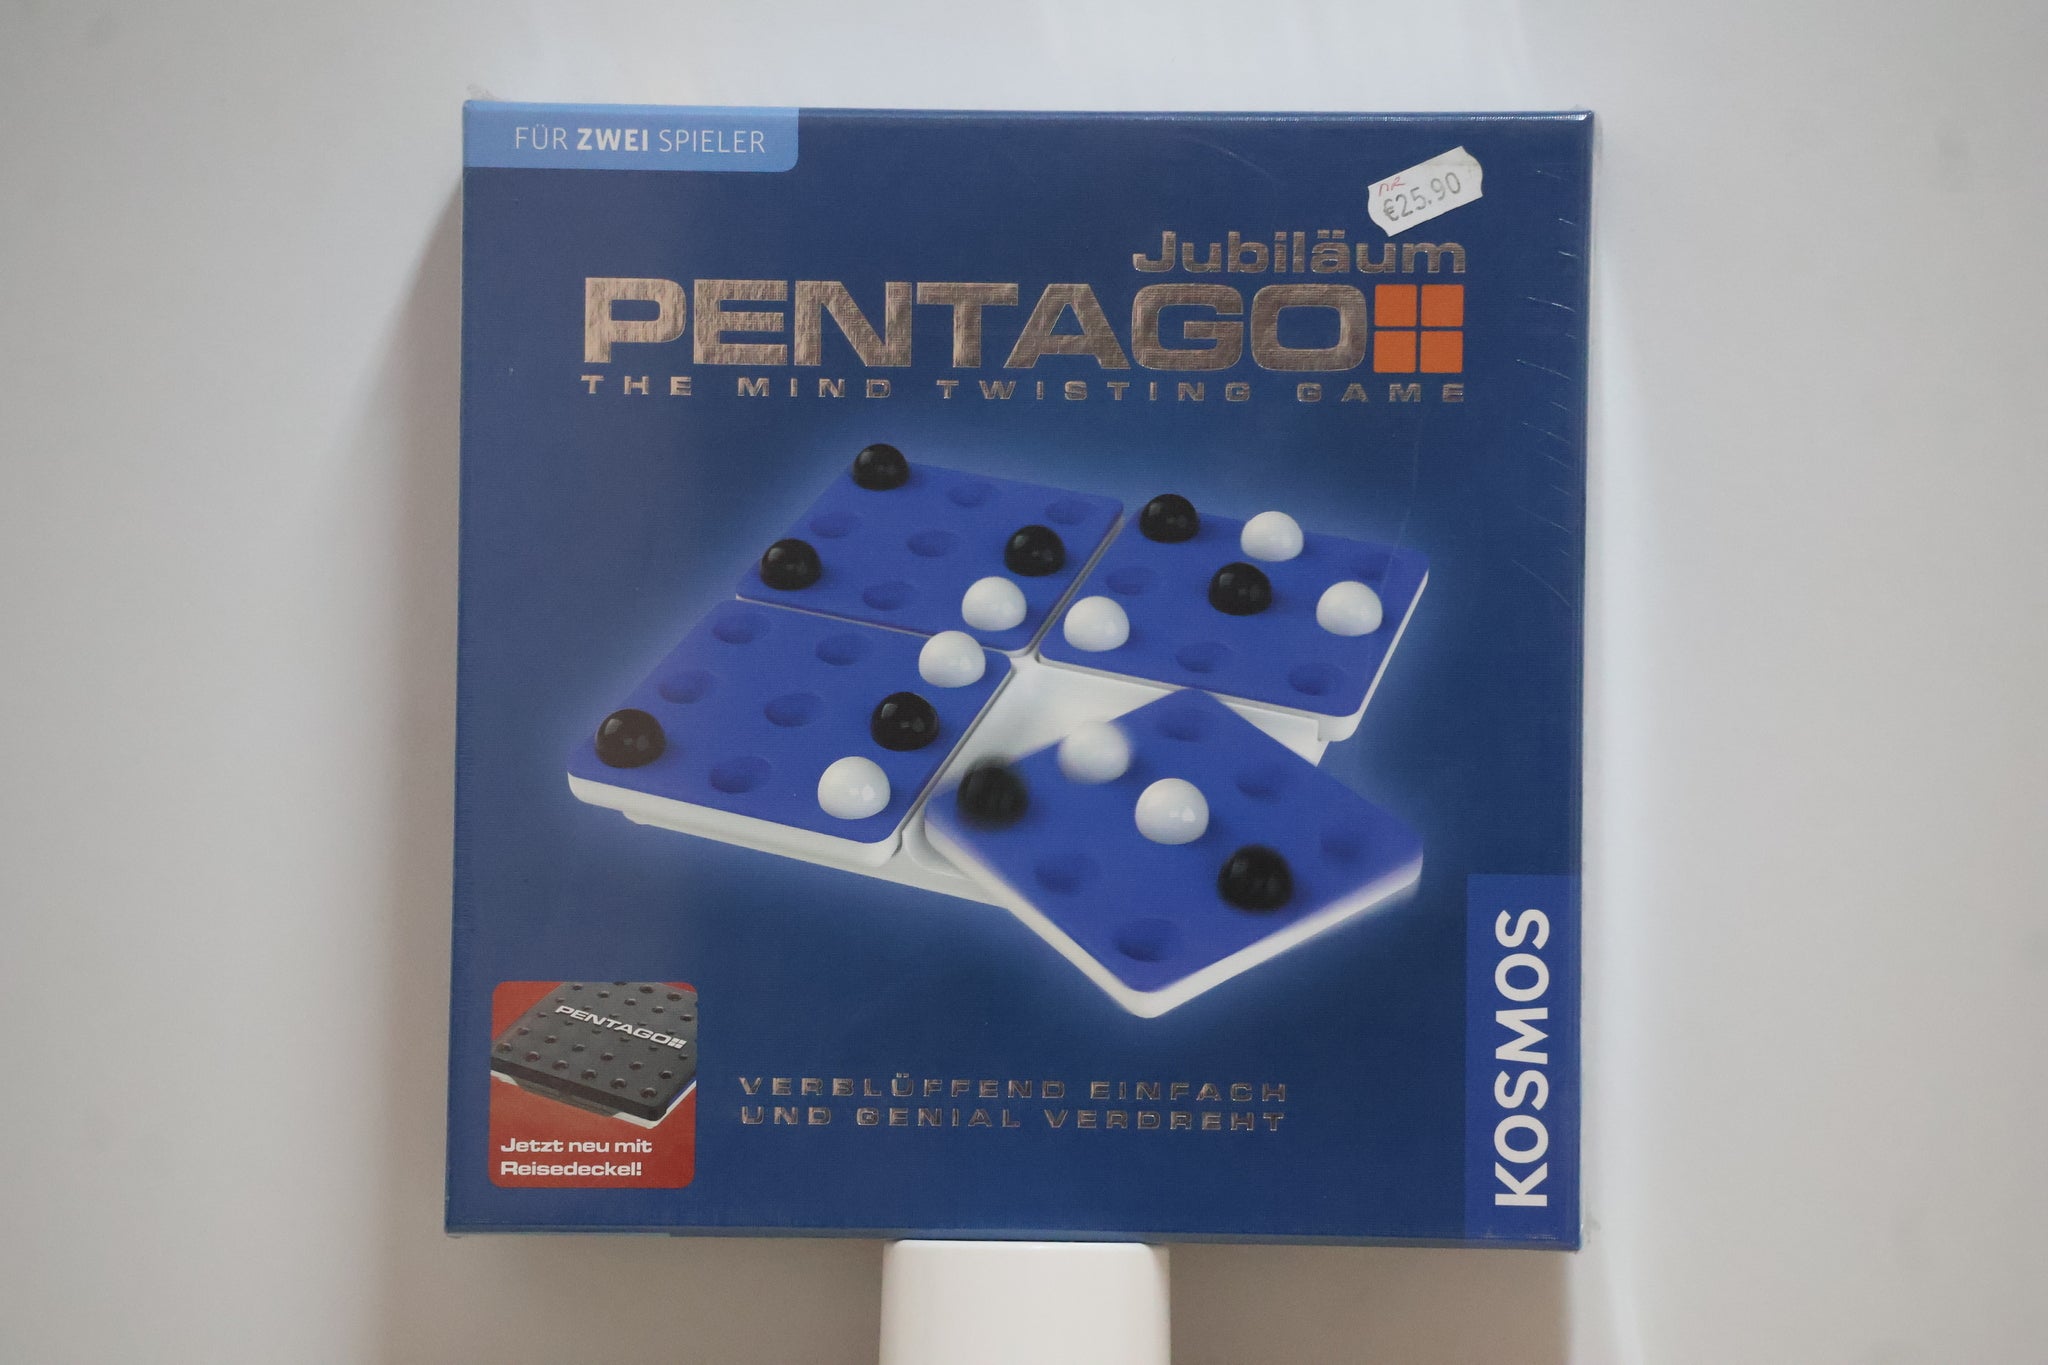 FÜR ZWEI SPIELER
nR
€25.90
Jubiläum
PENTAGO
THE MIND TWISTING GAME
PENTAGO
Jetzt neu mit
Reisedeckel!
VERBLÜFFEND EINFACH
UND GENIAL VERDREHT
KOSMOS